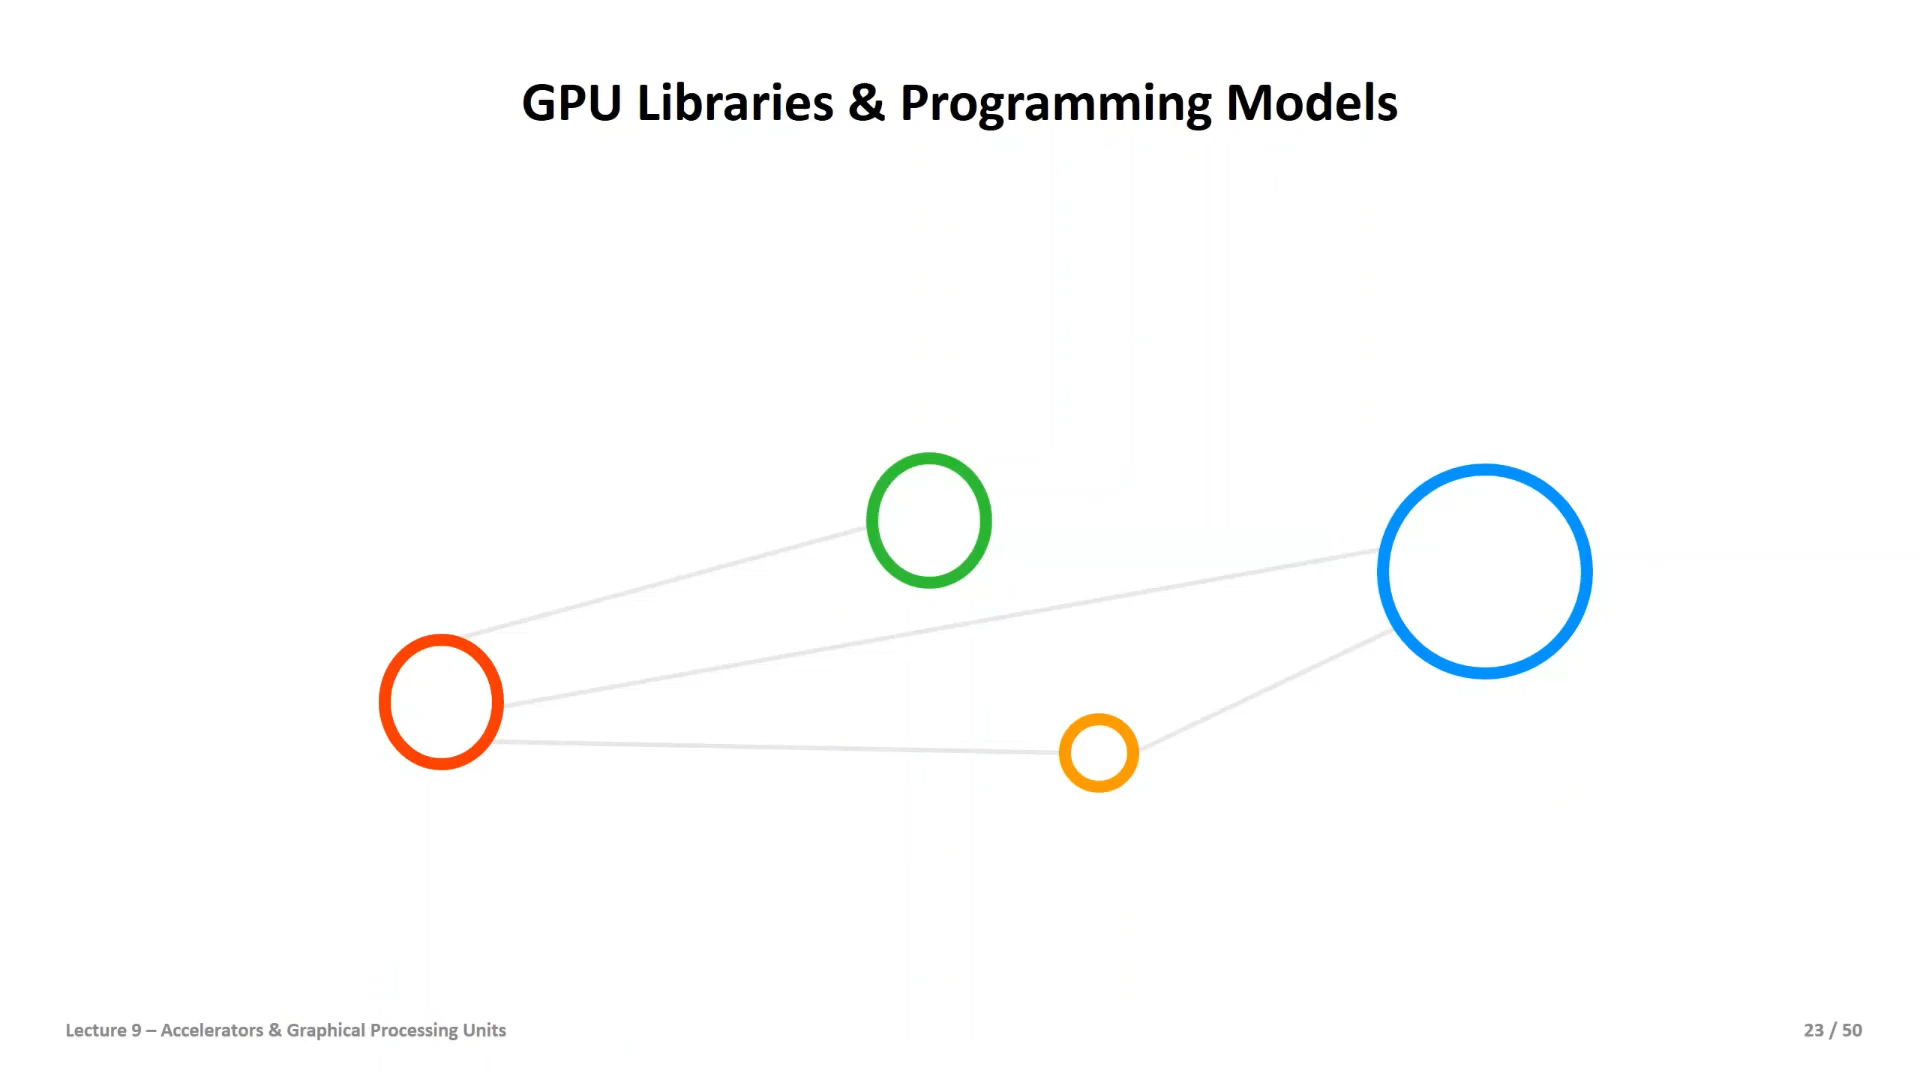 GPU Libraries & Programming Models
Lecture 9 – Accelerators & Graphical Processing Units
23 / 50